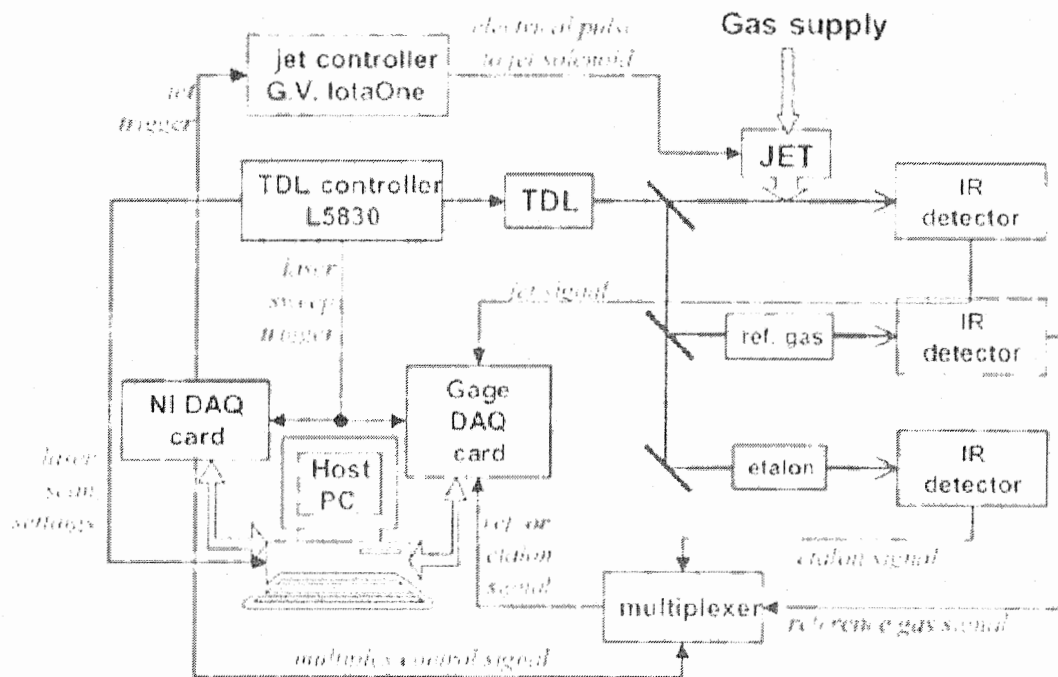 Gas supply
electrical pulse
to jet solenoid
jet controller
G.V. IotaOne
jet
trigger
JET
TDL controller
L5830
TDL
IR
detector
laser
sweep
trigger
jet signal
ref. gas
IR
detector
NI DAQ
card
Gage
DAQ
card
Host
PC
etalon
IR
detector
laser
scan
settings
ref. or
etalon
signal
etalon signal
multiplexer
reference gas signal
multiplex control signal